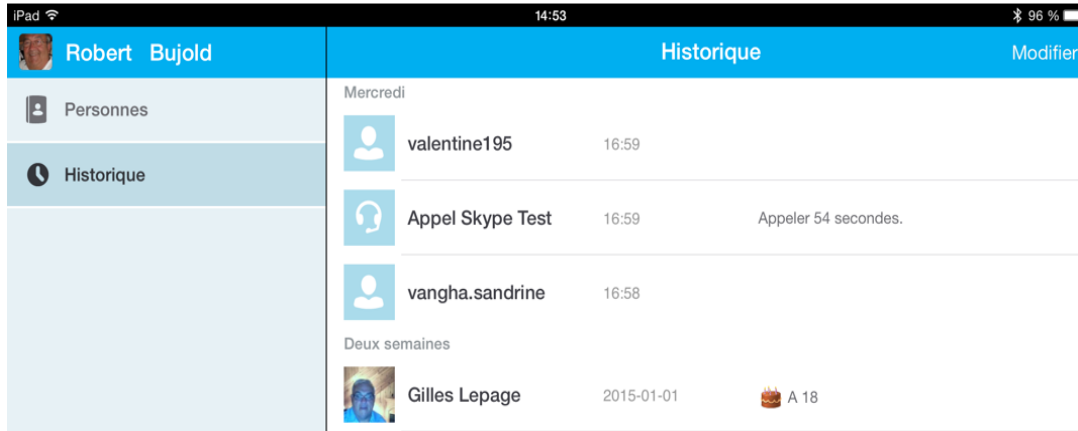 iPad 14:53 96 %
Robert Bujold Historique Modifier
Personnes
Historique
Mercredi
valentine195 16:59
Appel Skype Test 16:59 Appeler 54 secondes.
vangha.sandrine 16:58
Deux semaines
Gilles Lepage 2015-01-01 A 18